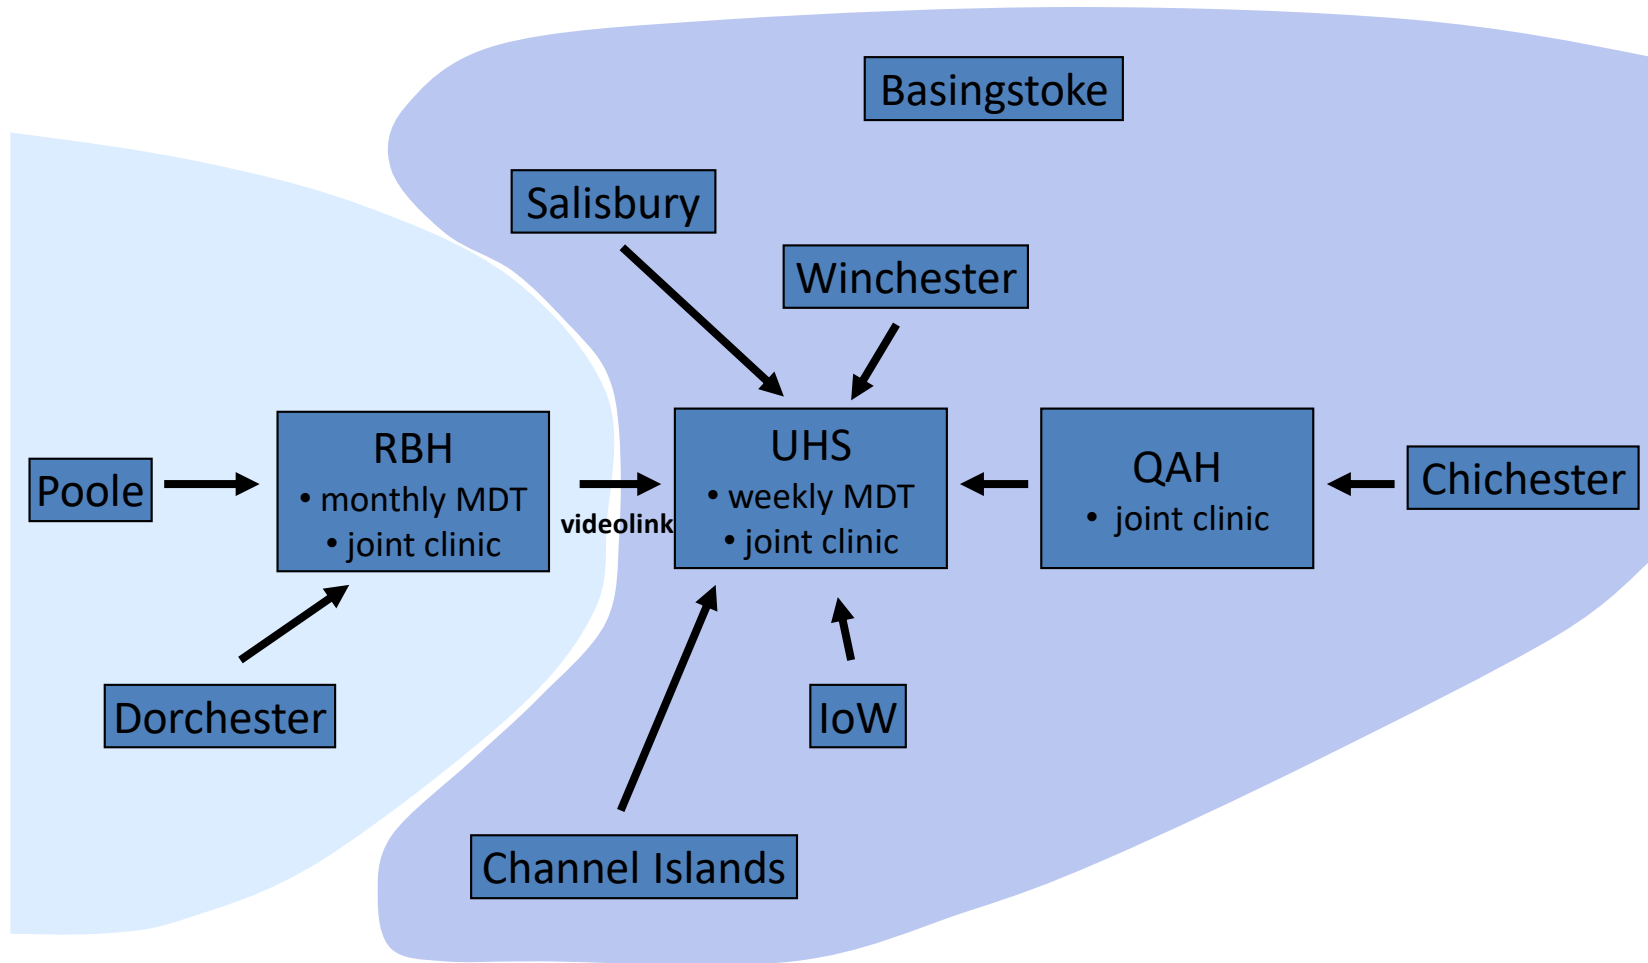 Basingstoke
Salisbury
Winchester
Poole
RBH
• monthly MDT
• joint clinic
videolink
UHS
• weekly MDT
• joint clinic
QAH
• joint clinic
Chichester
Dorchester
IoW
Channel Islands